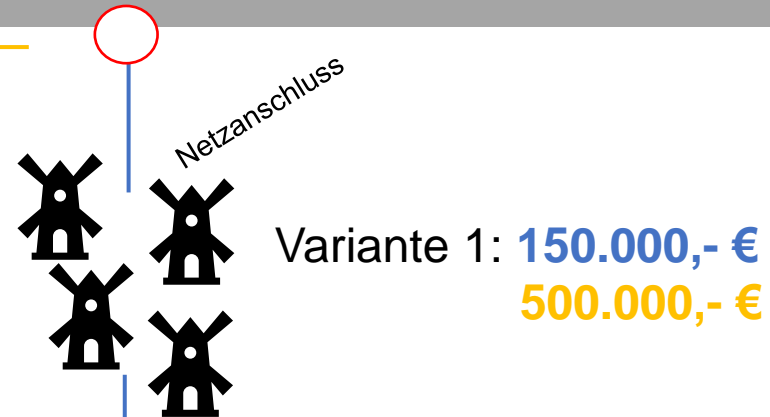 Netzanschluss
Variante 1: 150.000,- €
500.000,- €